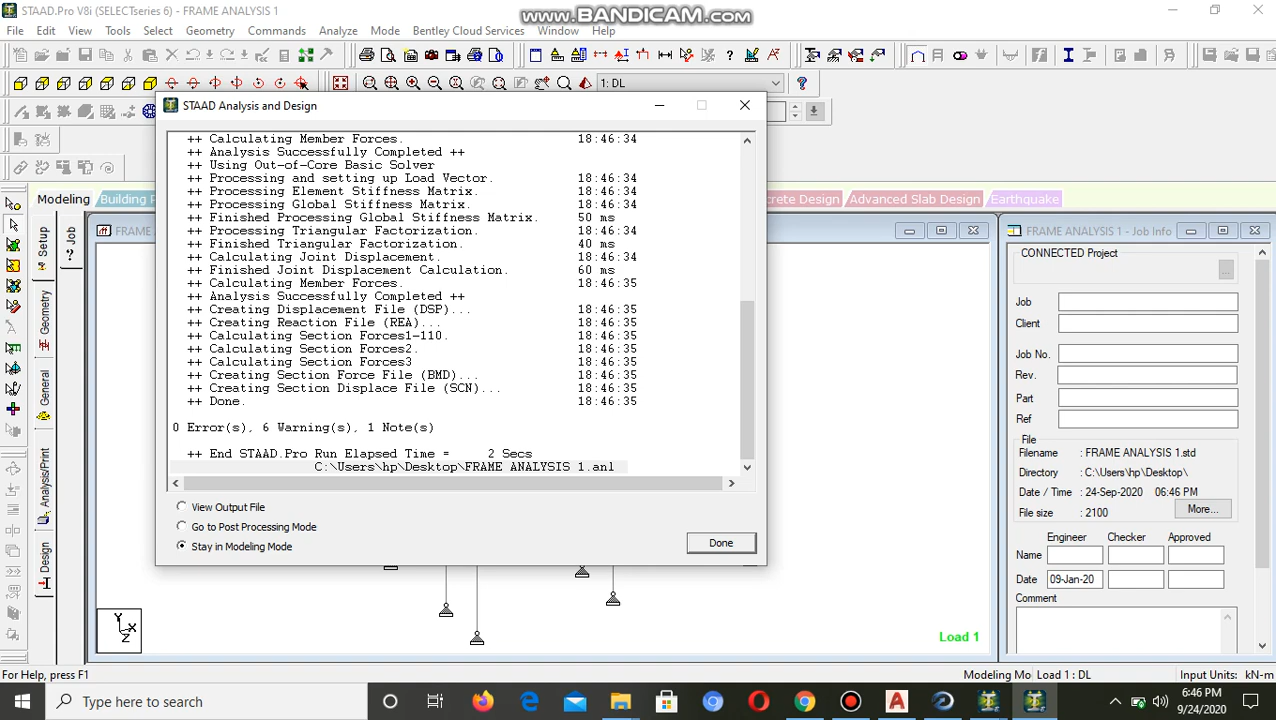 STAAD.Pro V8i (SELECTseries 6) - FRAME ANALYSIS 1
www.BANDICAM.com
File Edit View Tools Select Geometry Commands Analyze Mode Bentley Cloud Services Window Help
1: DL
STAAD Analysis and Design
++ Calculating Member Forces. 18:46:34
++ Analysis Successfully Completed ++
++ Using Out-of-Core Basic Solver
++ Processing and setting up Load Vector. 18:46:34
++ Processing Element Stiffness Matrix. 18:46:34
++ Processing Global Stiffness Matrix. 18:46:34
++ Finished Processing Global Stiffness Matrix. 50 ms
++ Processing Triangular Factorization. 18:46:34
++ Finished Triangular Factorization. 40 ms
++ Calculating Joint Displacement. 18:46:34
++ Finished Joint Displacement Calculation. 60 ms
++ Calculating Member Forces. 18:46:35
++ Analysis Successfully Completed ++
++ Creating Displacement File (DSP)... 18:46:35
++ Creating Reaction File (REA)... 18:46:35
++ Calculating Section Forces1-110. 18:46:35
++ Calculating Section Forces2. 18:46:35
++ Calculating Section Forces3 18:46:35
++ Creating Section Force File (BMD)... 18:46:35
++ Creating Section Displace File (SCN)... 18:46:35
++ Done. 18:46:35
0 Error(s), 6 Warning(s), 1 Note(s)
++ End STAAD.Pro Run Elapsed Time = 2 Secs
C:\Users\hp\Desktop\FRAME ANALYSIS 1.anl
View Output File
Go to Post Processing Mode
Stay in Modeling Mode
Done
Modeling
Building P
crete Design
Advanced Slab Design
Earthquake
Setup
Job
Geometry
General
Analysis/Print
Design
FRAME
Y
X
Z
Load 1
FRAME ANALYSIS 1 - Job Info
CONNECTED Project
...
Job
Client
Job No.
Rev.
Part
Ref
File
Filename : FRAME ANALYSIS 1.std
Directory : C:\Users\hp\Desktop\
Date / Time : 24-Sep-2020 06:46 PM
File size : 2100
More...
Engineer Checker Approved
Name
Date 09-Jan-20
Comment
For Help, press F1
Modeling Mo Load 1 : DL Input Units: kN-m
Type here to search
6:46 PM
9/24/2020